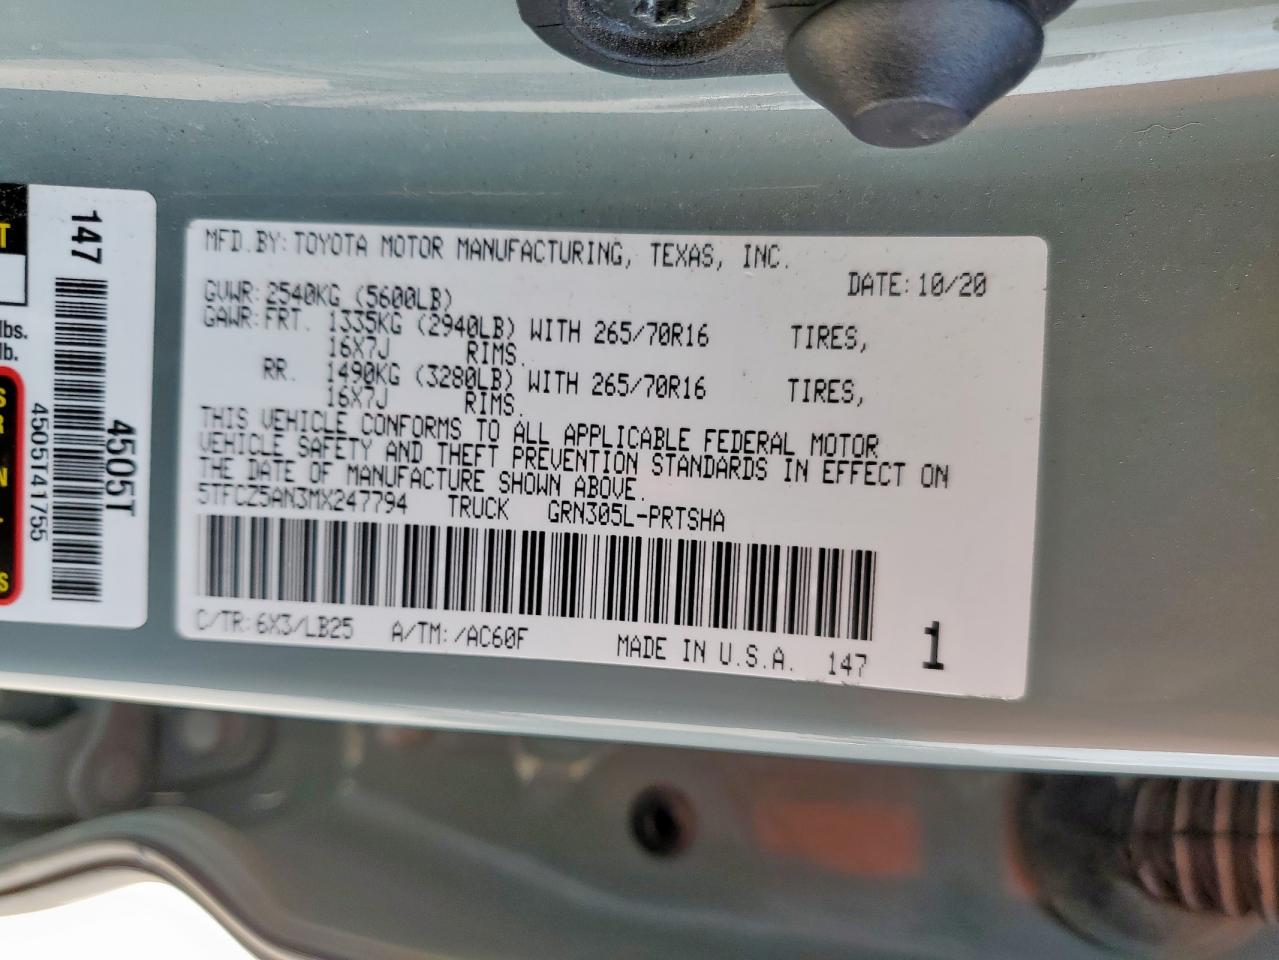 MFD.BY: TOYOTA MOTOR MANUFACTURING, TEXAS, INC.
DATE: 10/20
GVWR: 2540KG (5600LB)
GAWR: FRT. 1335KG (2940LB) WITH 265/70R16 TIRES,
16X7J RIMS.
RR. 1490KG (3280LB) WITH 265/70R16 TIRES,
16X7J RIMS.
THIS VEHICLE CONFORMS TO ALL APPLICABLE FEDERAL MOTOR
VEHICLE SAFETY AND THEFT PREVENTION STANDARDS IN EFFECT ON
THE DATE OF MANUFACTURE SHOWN ABOVE.
5TFCZ5AN3MX247794 TRUCK GRN305L-PRTSHA
C/TR: 6X3/LB25 A/TM: /AC60F
MADE IN U.S.A. 147
1
147
4505T
4505T41755
lbs.
lb.